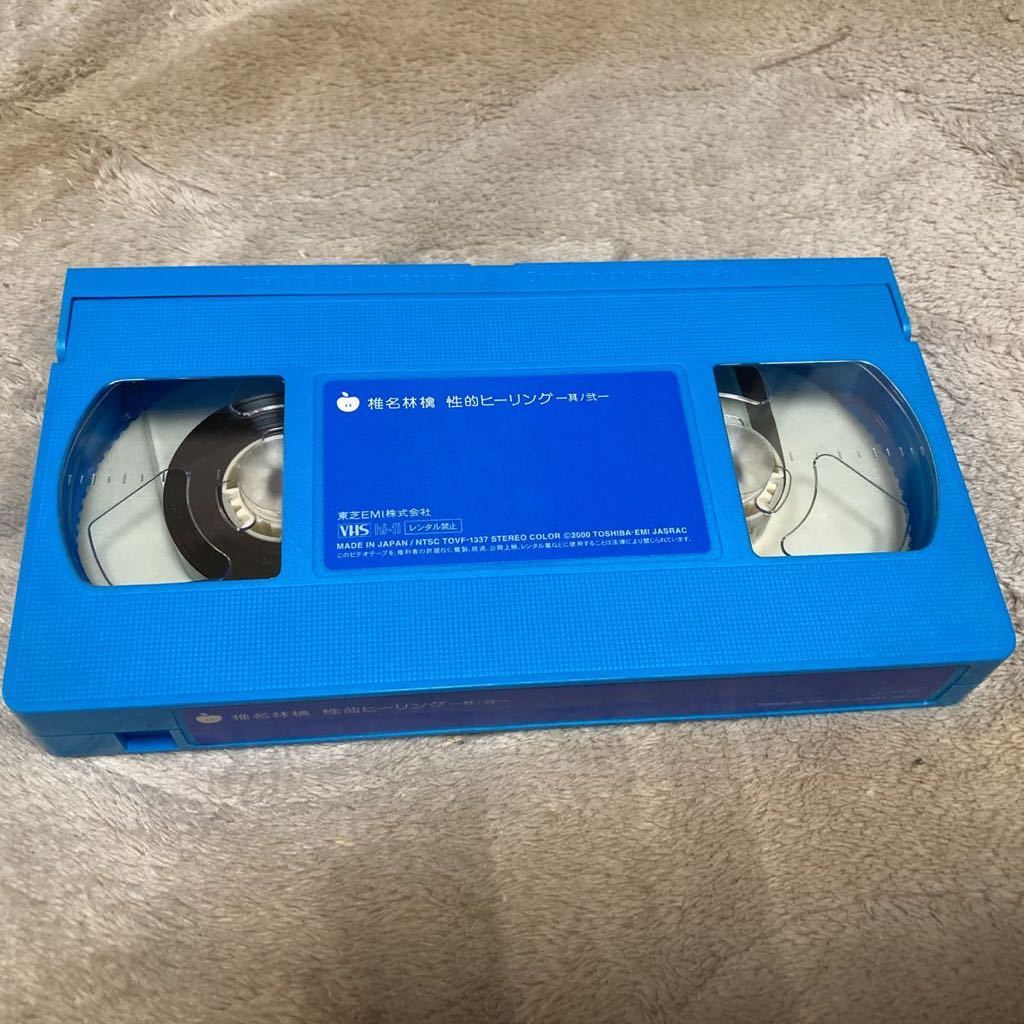 椎名林檎 性的ヒーリング―其ノ弐―
東芝EMI株式会社
VHS hi-fi レンタル禁止
MADE IN JAPAN / NTSC TOVF-1337 STEREO COLOR ©2000 TOSHIBA-EMI JASRAC
このビデオテープを、権利者の許諾なく、複製、放送、公開上映、レンタル業などに使用することは法律により禁じられています。
椎名林檎 性的ヒーリング―其ノ弐―